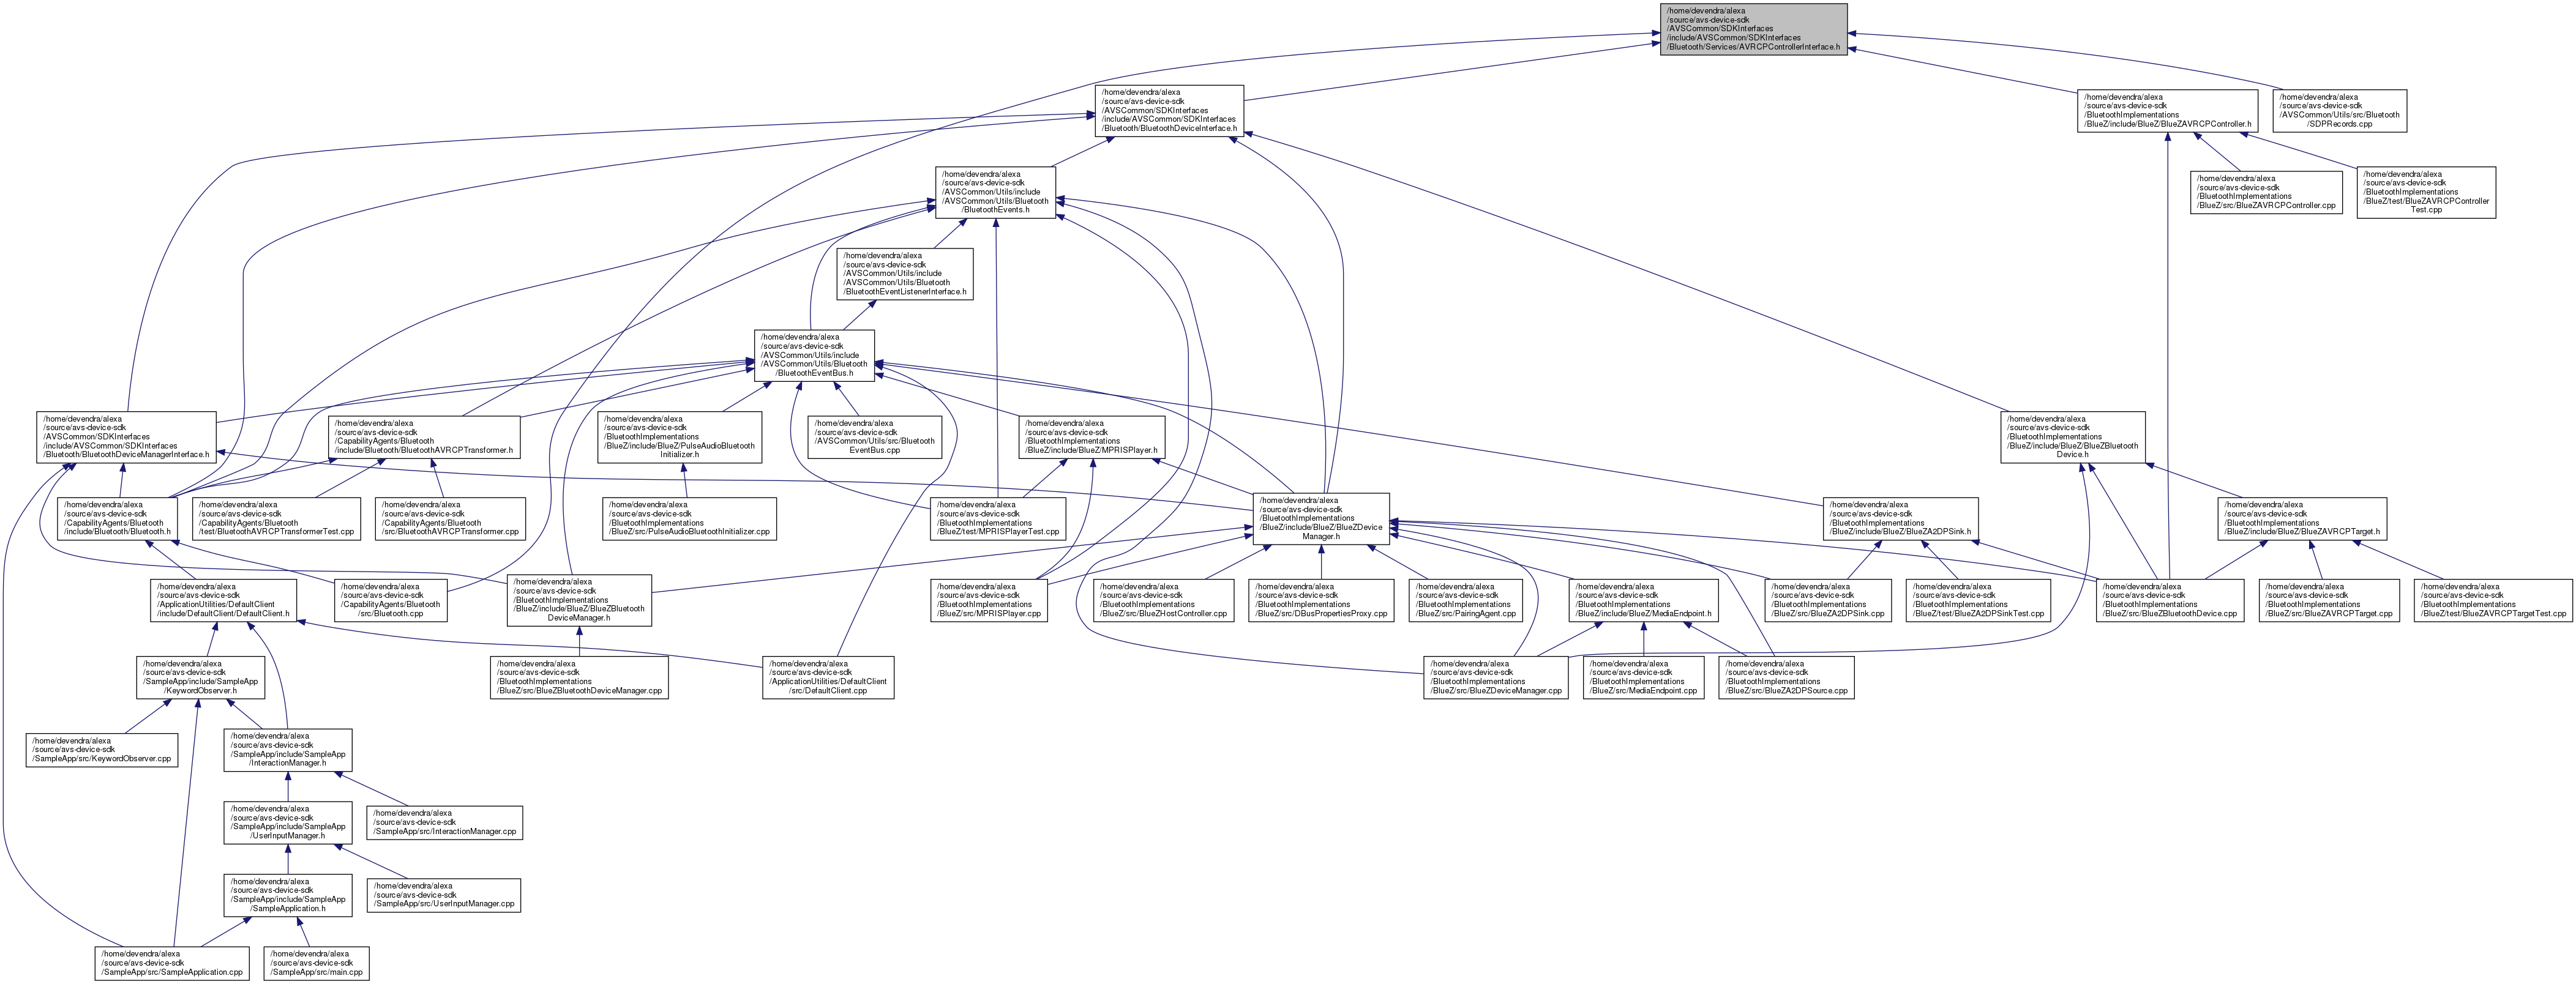 /home/devendra/alexa
/source/avs-device-sdk
/AVSCommon/SDKInterfaces
/include/AVSCommon/SDKInterfaces
/Bluetooth/Services/AVRCPControllerInterface.h
/home/devendra/alexa
/source/avs-device-sdk
/AVSCommon/SDKInterfaces
/include/AVSCommon/SDKInterfaces
/Bluetooth/BluetoothDeviceInterface.h
/home/devendra/alexa
/source/avs-device-sdk
/BluetoothImplementations
/BlueZ/include/BlueZ/BlueZAVRCPController.h
/home/devendra/alexa
/source/avs-device-sdk
/AVSCommon/Utils/src/Bluetooth
/SDPRecords.cpp
/home/devendra/alexa
/source/avs-device-sdk
/AVSCommon/Utils/include
/AVSCommon/Utils/Bluetooth
/BluetoothEvents.h
/home/devendra/alexa
/source/avs-device-sdk
/BluetoothImplementations
/BlueZ/src/BlueZAVRCPController.cpp
/home/devendra/alexa
/source/avs-device-sdk
/BluetoothImplementations
/BlueZ/test/BlueZAVRCPController
Test.cpp
/home/devendra/alexa
/source/avs-device-sdk
/AVSCommon/Utils/include
/AVSCommon/Utils/Bluetooth
/BluetoothEventListenerInterface.h
/home/devendra/alexa
/source/avs-device-sdk
/AVSCommon/Utils/include
/AVSCommon/Utils/Bluetooth
/BluetoothEventBus.h
/home/devendra/alexa
/source/avs-device-sdk
/AVSCommon/SDKInterfaces
/include/AVSCommon/SDKInterfaces
/Bluetooth/BluetoothDeviceManagerInterface.h
/home/devendra/alexa
/source/avs-device-sdk
/CapabilityAgents/Bluetooth
/include/Bluetooth/BluetoothAVRCPTransformer.h
/home/devendra/alexa
/source/avs-device-sdk
/BluetoothImplementations
/BlueZ/include/BlueZ/PulseAudioBluetooth
Initializer.h
/home/devendra/alexa
/source/avs-device-sdk
/AVSCommon/Utils/src/Bluetooth
EventBus.cpp
/home/devendra/alexa
/source/avs-device-sdk
/BluetoothImplementations
/BlueZ/include/BlueZ/MPRISPlayer.h
/home/devendra/alexa
/source/avs-device-sdk
/BluetoothImplementations
/BlueZ/include/BlueZ/BlueZBluetooth
Device.h
/home/devendra/alexa
/source/avs-device-sdk
/CapabilityAgents/Bluetooth
/include/Bluetooth/Bluetooth.h
/home/devendra/alexa
/source/avs-device-sdk
/CapabilityAgents/Bluetooth
/test/BluetoothAVRCPTransformerTest.cpp
/home/devendra/alexa
/source/avs-device-sdk
/CapabilityAgents/Bluetooth
/src/BluetoothAVRCPTransformer.cpp
/home/devendra/alexa
/source/avs-device-sdk
/BluetoothImplementations
/BlueZ/src/PulseAudioBluetoothInitializer.cpp
/home/devendra/alexa
/source/avs-device-sdk
/BluetoothImplementations
/BlueZ/test/MPRISPlayerTest.cpp
/home/devendra/alexa
/source/avs-device-sdk
/BluetoothImplementations
/BlueZ/include/BlueZ/BlueZDevice
Manager.h
/home/devendra/alexa
/source/avs-device-sdk
/BluetoothImplementations
/BlueZ/include/BlueZ/BlueZA2DPSink.h
/home/devendra/alexa
/source/avs-device-sdk
/BluetoothImplementations
/BlueZ/include/BlueZ/BlueZAVRCPTarget.h
/home/devendra/alexa
/source/avs-device-sdk
/ApplicationUtilities/DefaultClient
/include/DefaultClient/DefaultClient.h
/home/devendra/alexa
/source/avs-device-sdk
/CapabilityAgents/Bluetooth
/src/Bluetooth.cpp
/home/devendra/alexa
/source/avs-device-sdk
/BluetoothImplementations
/BlueZ/include/BlueZ/BlueZBluetooth
DeviceManager.h
/home/devendra/alexa
/source/avs-device-sdk
/BluetoothImplementations
/BlueZ/src/MPRISPlayer.cpp
/home/devendra/alexa
/source/avs-device-sdk
/BluetoothImplementations
/BlueZ/src/BlueZHostController.cpp
/home/devendra/alexa
/source/avs-device-sdk
/BluetoothImplementations
/BlueZ/src/DBusPropertiesProxy.cpp
/home/devendra/alexa
/source/avs-device-sdk
/BluetoothImplementations
/BlueZ/src/PairingAgent.cpp
/home/devendra/alexa
/source/avs-device-sdk
/BluetoothImplementations
/BlueZ/include/BlueZ/MediaEndpoint.h
/home/devendra/alexa
/source/avs-device-sdk
/BluetoothImplementations
/BlueZ/src/BlueZA2DPSink.cpp
/home/devendra/alexa
/source/avs-device-sdk
/BluetoothImplementations
/BlueZ/test/BlueZA2DPSinkTest.cpp
/home/devendra/alexa
/source/avs-device-sdk
/BluetoothImplementations
/BlueZ/src/BlueZBluetoothDevice.cpp
/home/devendra/alexa
/source/avs-device-sdk
/BluetoothImplementations
/BlueZ/src/BlueZAVRCPTarget.cpp
/home/devendra/alexa
/source/avs-device-sdk
/BluetoothImplementations
/BlueZ/test/BlueZAVRCPTargetTest.cpp
/home/devendra/alexa
/source/avs-device-sdk
/SampleApp/include/SampleApp
/KeywordObserver.h
/home/devendra/alexa
/source/avs-device-sdk
/BluetoothImplementations
/BlueZ/src/BlueZBluetoothDeviceManager.cpp
/home/devendra/alexa
/source/avs-device-sdk
/ApplicationUtilities/DefaultClient
/src/DefaultClient.cpp
/home/devendra/alexa
/source/avs-device-sdk
/BluetoothImplementations
/BlueZ/src/BlueZDeviceManager.cpp
/home/devendra/alexa
/source/avs-device-sdk
/BluetoothImplementations
/BlueZ/src/MediaEndpoint.cpp
/home/devendra/alexa
/source/avs-device-sdk
/BluetoothImplementations
/BlueZ/src/BlueZA2DPSource.cpp
/home/devendra/alexa
/source/avs-device-sdk
/SampleApp/src/KeywordObserver.cpp
/home/devendra/alexa
/source/avs-device-sdk
/SampleApp/include/SampleApp
/InteractionManager.h
/home/devendra/alexa
/source/avs-device-sdk
/SampleApp/include/SampleApp
/UserInputManager.h
/home/devendra/alexa
/source/avs-device-sdk
/SampleApp/src/InteractionManager.cpp
/home/devendra/alexa
/source/avs-device-sdk
/SampleApp/include/SampleApp
/SampleApplication.h
/home/devendra/alexa
/source/avs-device-sdk
/SampleApp/src/UserInputManager.cpp
/home/devendra/alexa
/source/avs-device-sdk
/SampleApp/src/SampleApplication.cpp
/home/devendra/alexa
/source/avs-device-sdk
/SampleApp/src/main.cpp